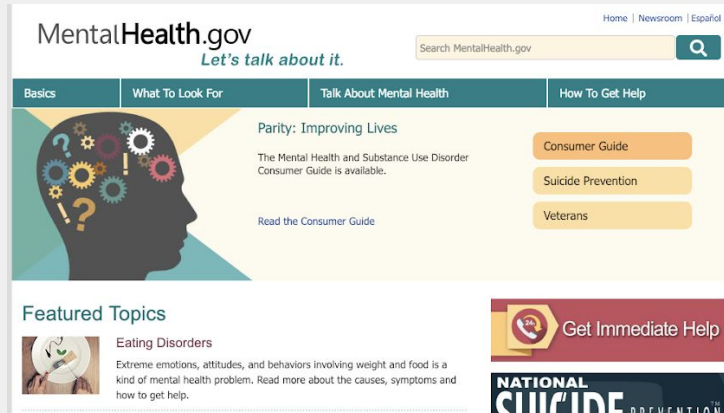 Home | Newsroom | Español
MentalHealth.gov
Let's talk about it.
Search MentalHealth.gov
Basics
What To Look For
Talk About Mental Health
How To Get Help
Parity: Improving Lives
The Mental Health and Substance Use Disorder
Consumer Guide is available.
Read the Consumer Guide
Consumer Guide
Suicide Prevention
Veterans
Featured Topics
Eating Disorders
Extreme emotions, attitudes, and behaviors involving weight and food is a
kind of mental health problem. Read more about the causes, symptoms and
how to get help.
24
Get Immediate Help
NATIONAL
SUICIDE PREVENTION
TM